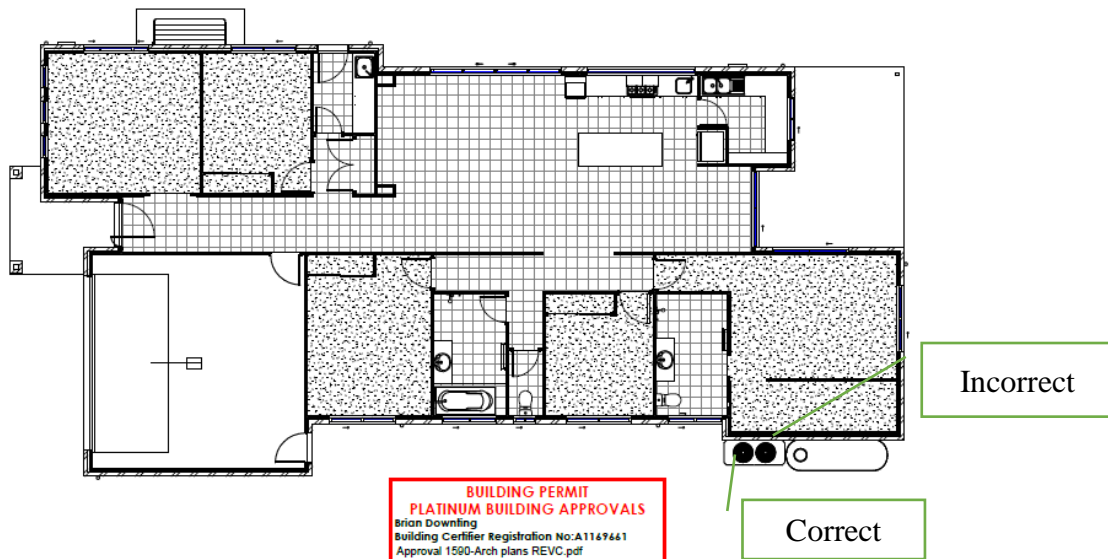 Incorrect
Correct
BUILDING PERMIT
PLATINUM BUILDING APPROVALS
Brian Downting
Building Certifier Registration No:A1169661
Approval 1590-Arch plans REVC.pdf